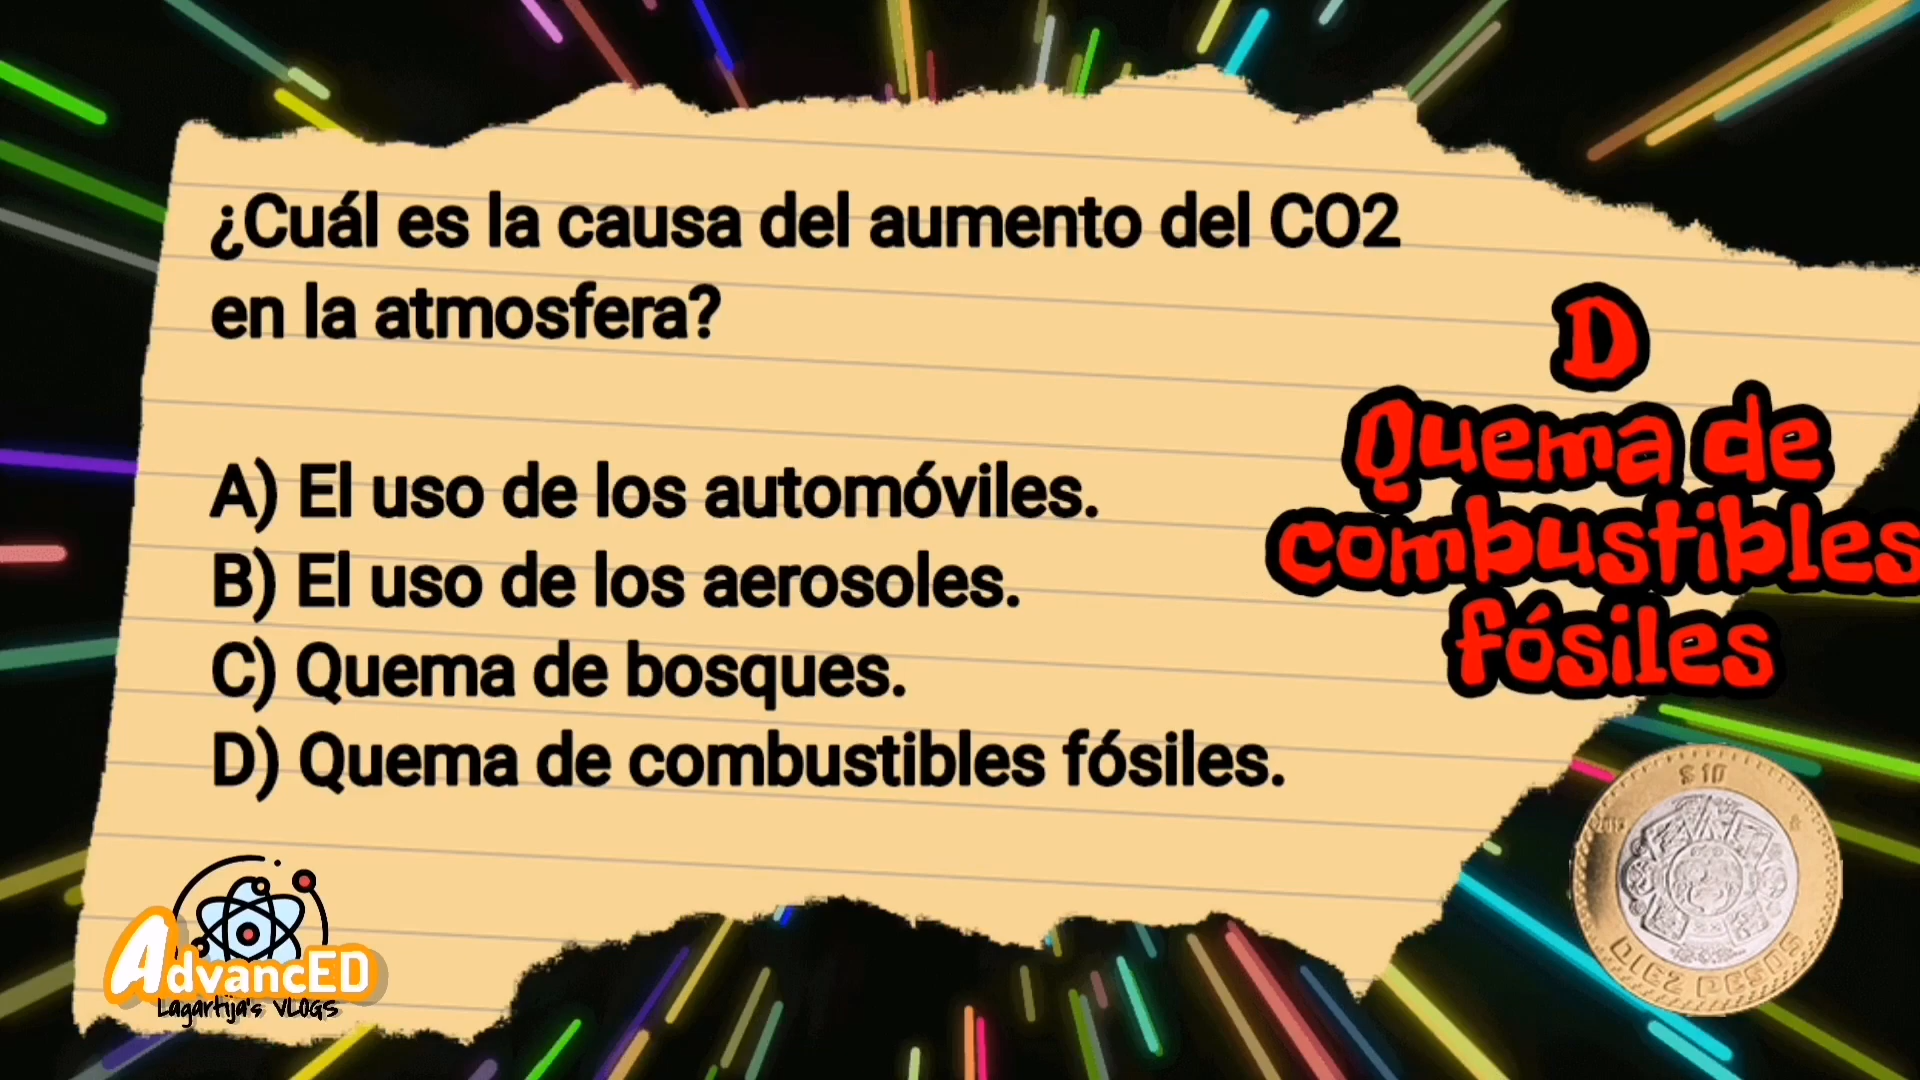 ¿Cuál es la causa del aumento del CO2
en la atmosfera?
A) El uso de los automóviles.
B) El uso de los aerosoles.
C) Quema de bosques.
D) Quema de combustibles fósiles.
D
Quema de
combustibles
fósiles
$10
DIEZ PESOS
AdvancED
Lagartija's VLOGS